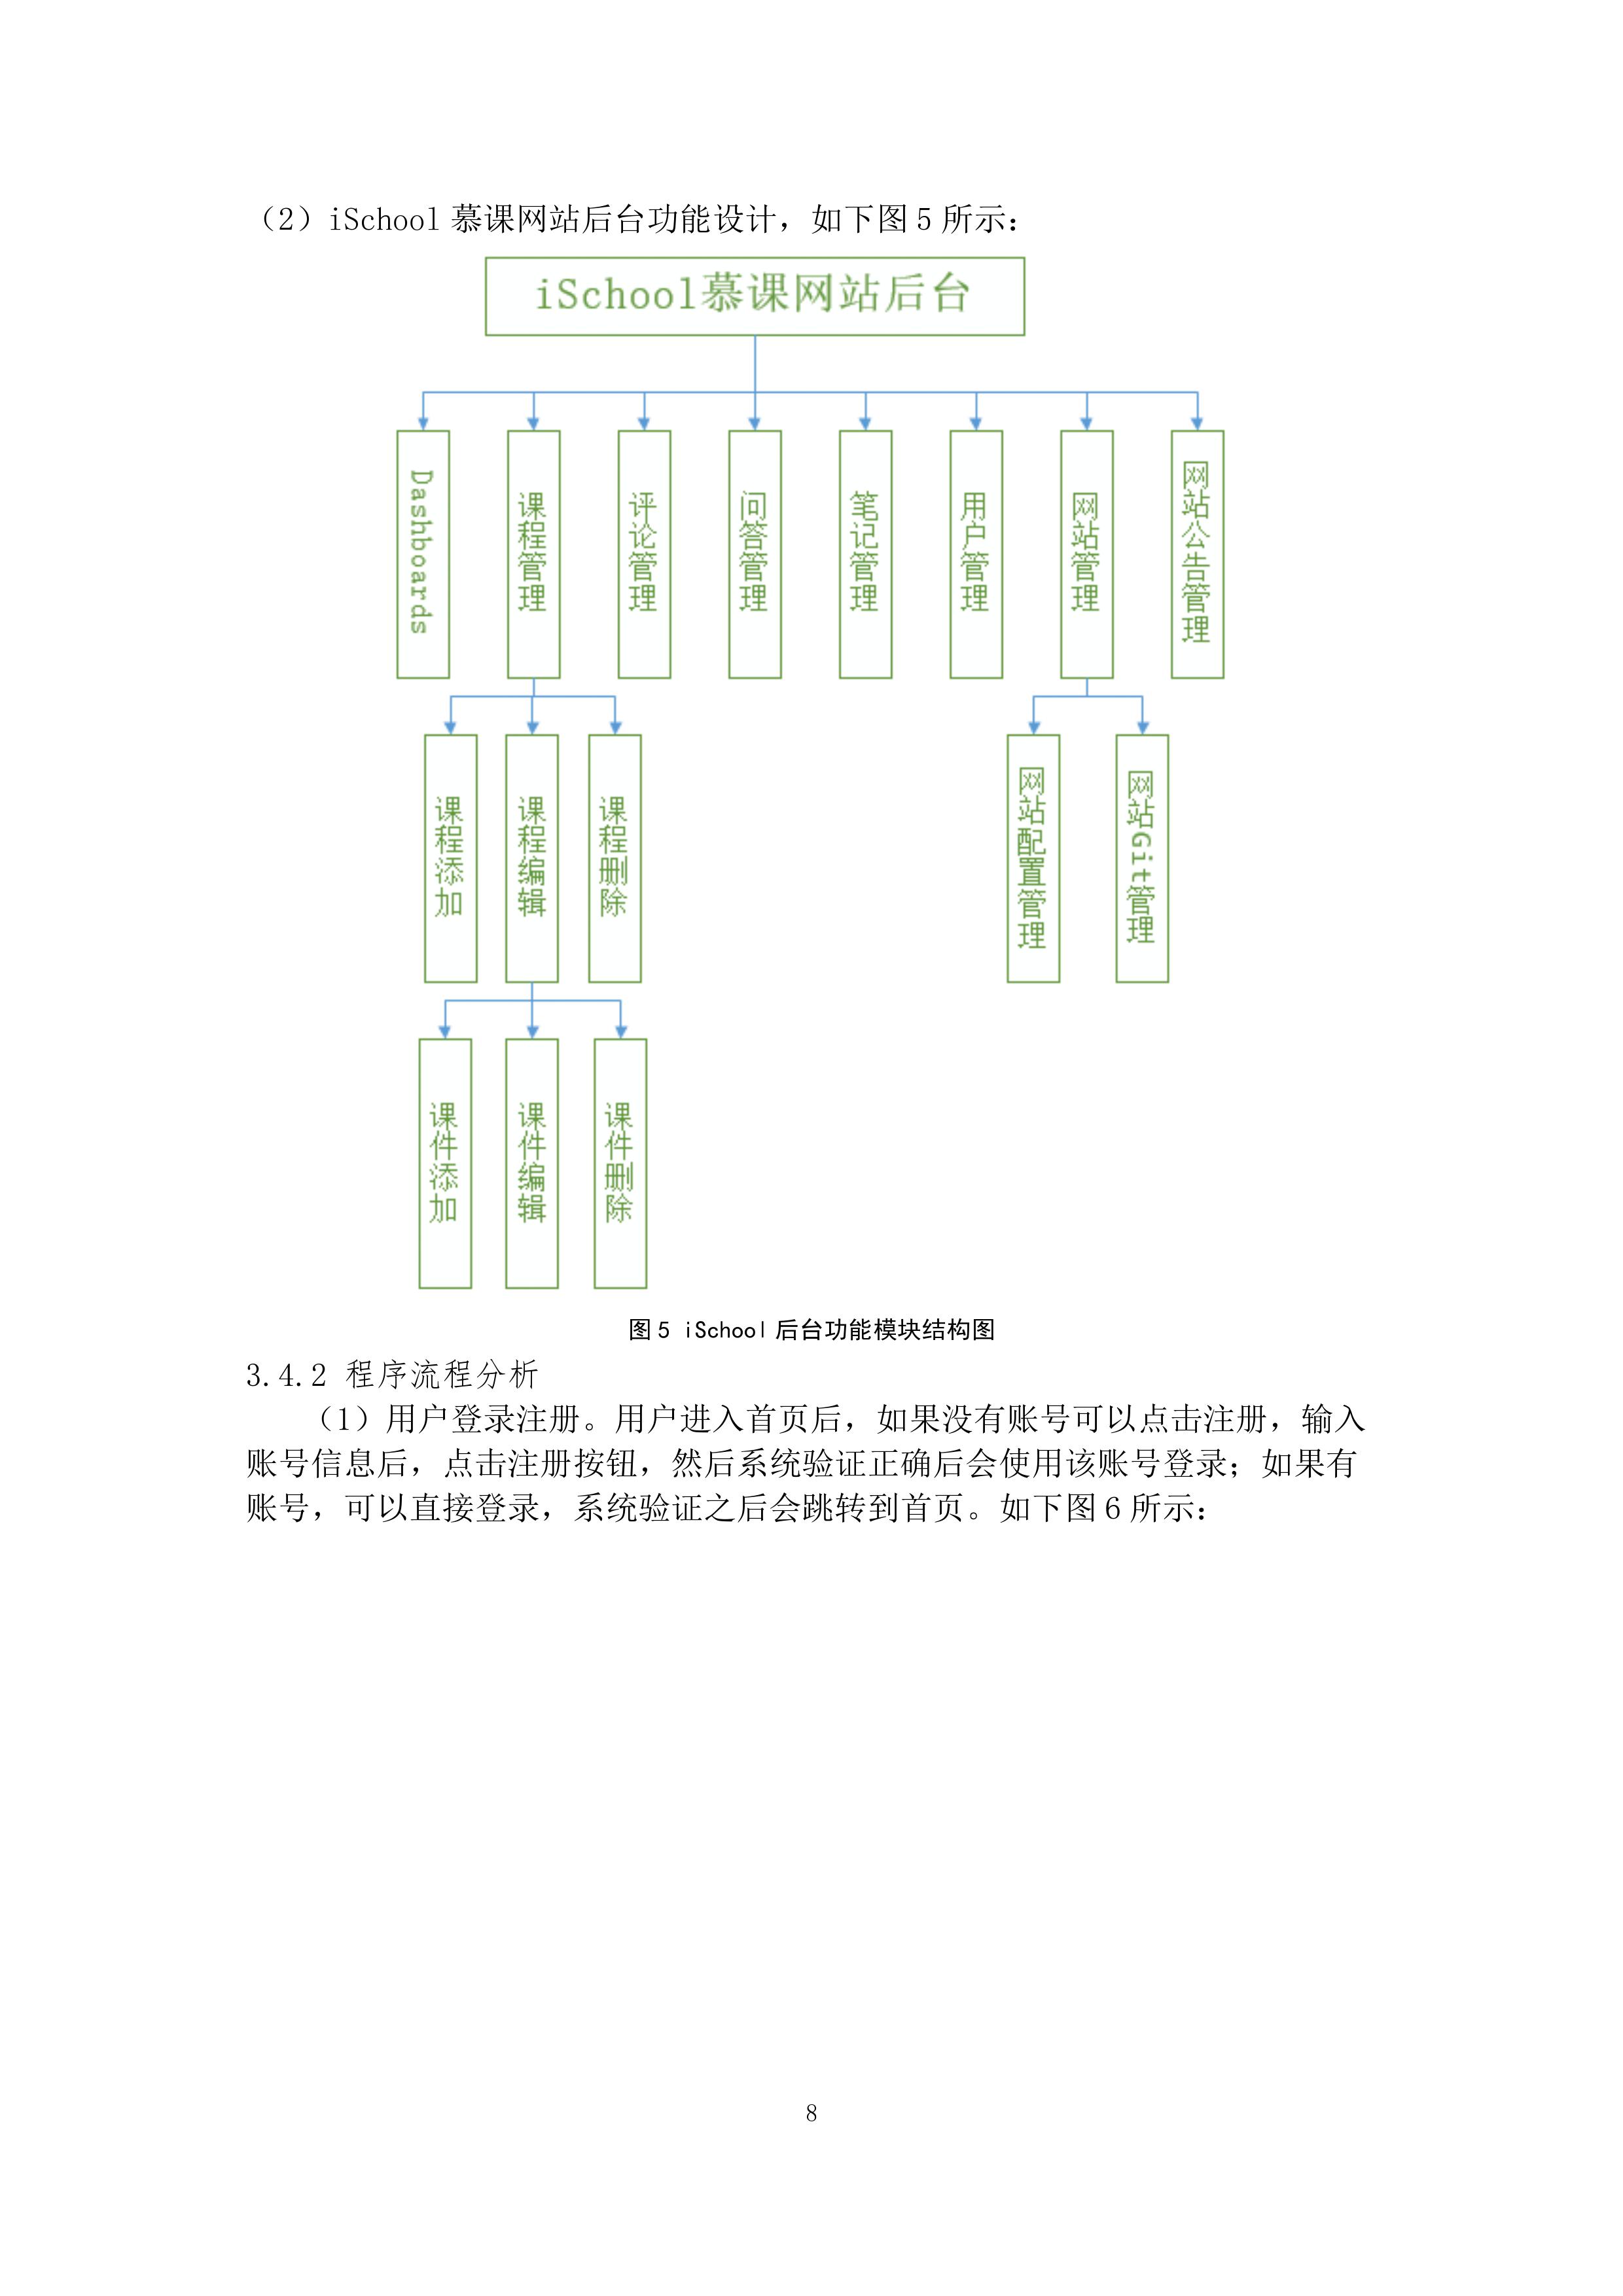 （2）iSchool 慕课网站后台功能设计，如下图 5 所示：
iSchool慕课网站后台
Dashboards
课程管理
评论管理
问答管理
笔记管理
用户管理
网站管理
网站公告管理
课程添加
课程编辑
课程删除
网站配置管理
网站Git管理
课件添加
课件编辑
课件删除
图 5 iSchool 后台功能模块结构图
3.4.2 程序流程分析
（1）用户登录注册。用户进入首页后，如果没有账号可以点击注册，输入
账号信息后，点击注册按钮，然后系统验证正确后会使用该账号登录；如果有
账号，可以直接登录，系统验证之后会跳转到首页。如下图 6 所示：
8